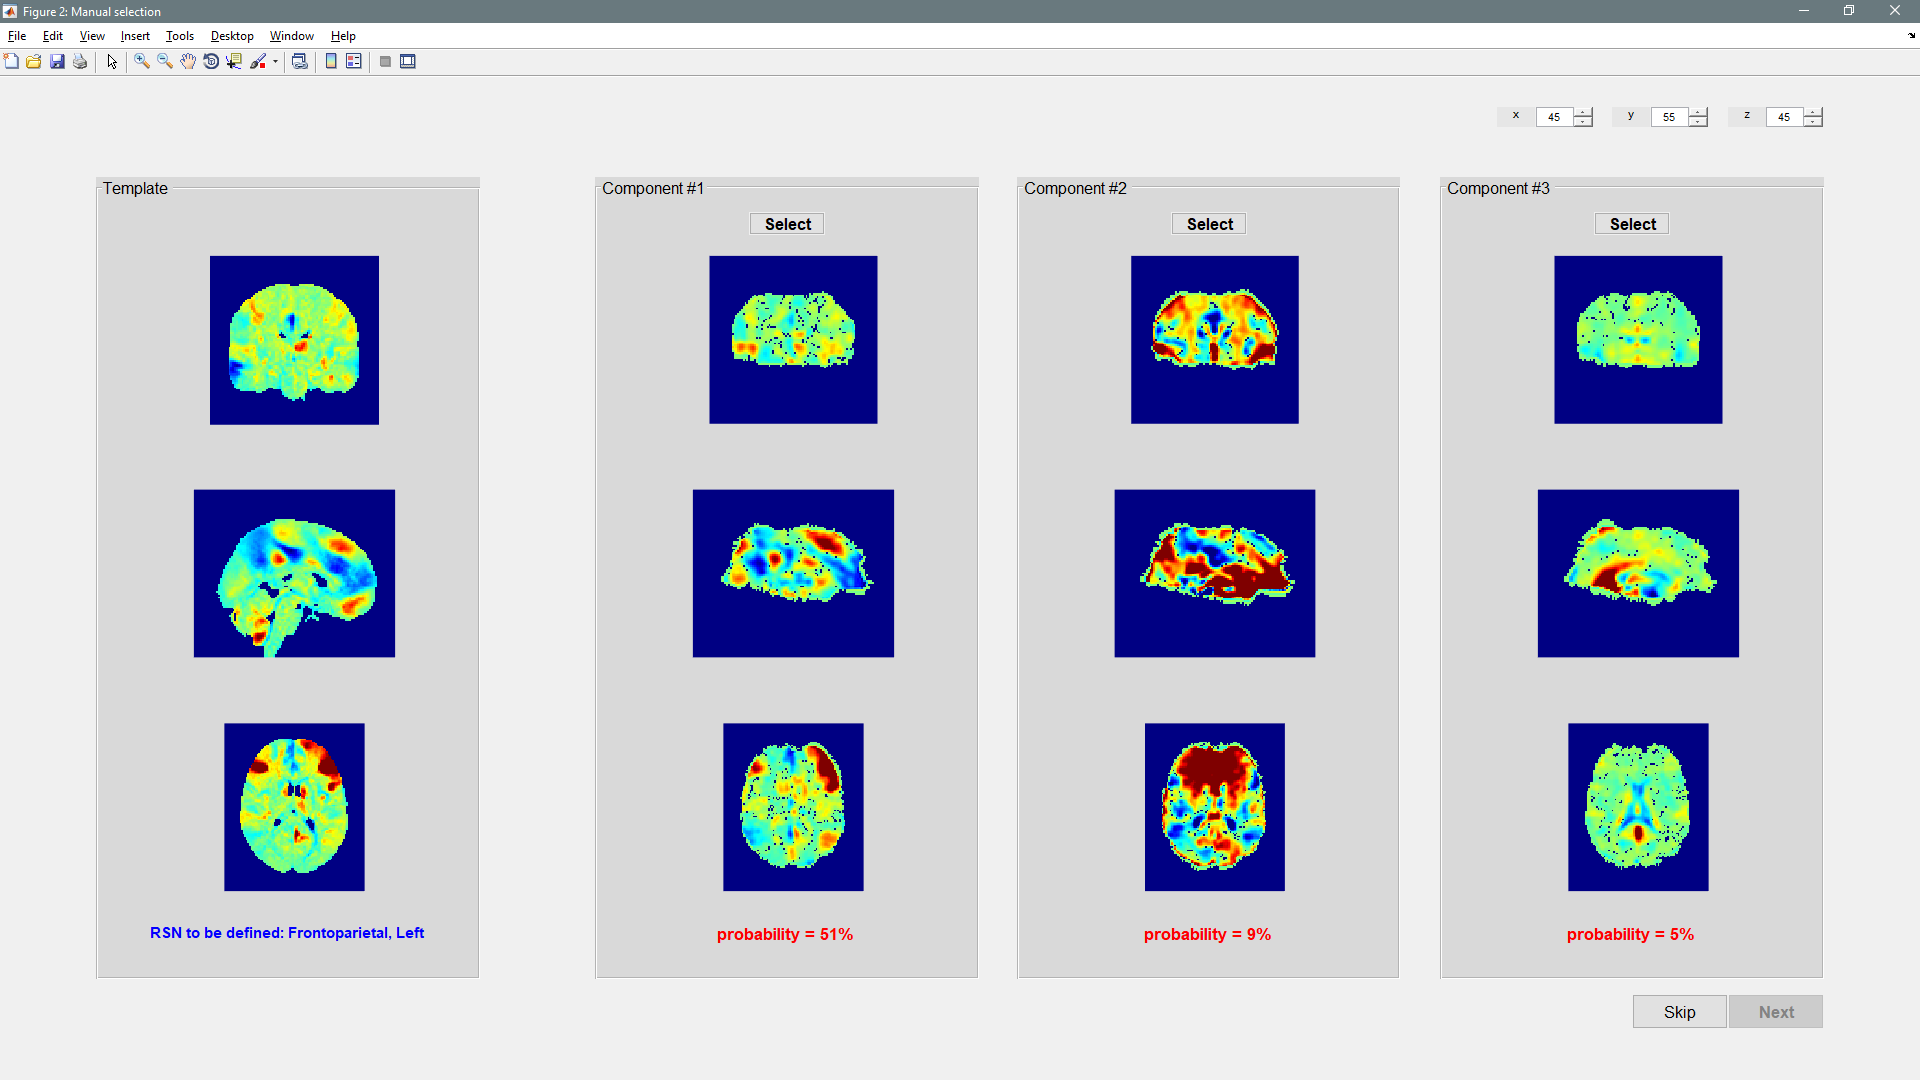 Figure 2: Manual selection
File Edit View Insert Tools Desktop Window Help
x 45 y 55 z 45
Template
Component #1
Component #2
Component #3
Select
Select
Select
RSN to be defined: Frontoparietal, Left
probability = 51%
probability = 9%
probability = 5%
Skip
Next